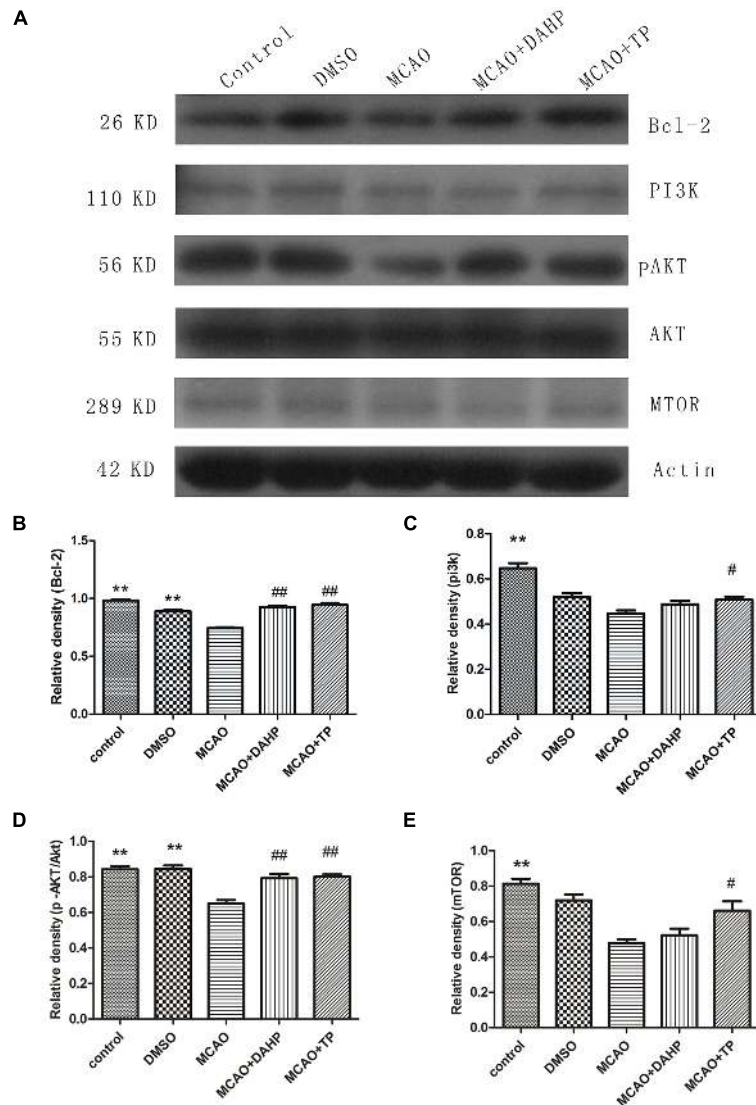 A
Control DMSO MCAO MCAO+DAHP MCAO+TP
26 KD Bcl-2
110 KD PI3K
56 KD pAKT
55 KD AKT
289 KD MTOR
42 KD Actin
B
Relative density (Bcl-2)
1.5
1.0
0.5
0.0
** ** ## ##
control DMSO MCAO MCAO+DAHP MCAO+TP
C
Relative density (pi3k)
0.8
0.6
0.4
0.2
0.0
** #
control DMSO MCAO MCAO+DAHP MCAO+TP
D
Relative density (p -AKT/Akt)
1.0
0.8
0.6
0.4
0.2
0.0
** ** ## ##
control DMSO MCAO MCAO+DAHP MCAO+TP
E
Relative density (mTOR)
1.0
0.8
0.6
0.4
0.2
0.0
** #
control DMSO MCAO MCAO+DAHP MCAO+TP